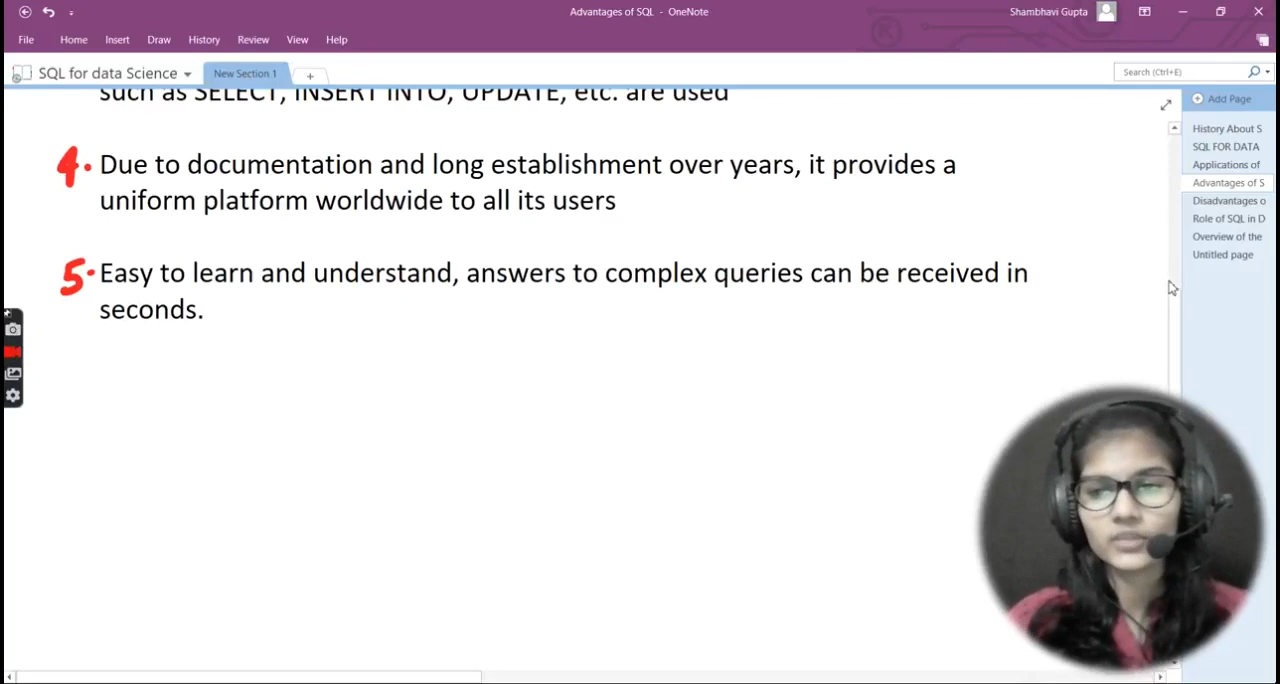 Advantages of SQL - OneNote
Shambhavi Gupta
File Home Insert Draw History Review View Help
SQL for data Science
New Section 1
+
Search (Ctrl+E)
such as SELECT, INSERT INTO, UPDATE, etc. are used
4. Due to documentation and long establishment over years, it provides a
uniform platform worldwide to all its users
5. Easy to learn and understand, answers to complex queries can be received in
seconds.
Add Page
History About S
SQL FOR DATA
Applications of
Advantages of S
Disadvantages o
Role of SQL in D
Overview of the
Untitled page